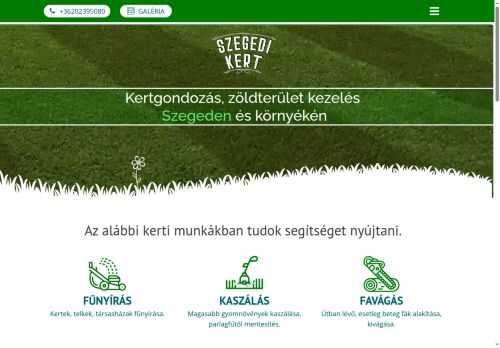 +36202395080
GALÉRIA
SZEGEDI
KERT
Kertgondozás, zöldterület kezelés
Szegeden és környékén
Az alábbi kerti munkákban tudok segítséget nyújtani.
FŰNYÍRÁS
Kertek, telkek, társasházak fűnyírása.
KASZÁLÁS
Magasabb gyomnövények kaszálása,
parlagfűtől mentesítés.
FAVÁGÁS
Útban lévő, esetleg beteg fák alakítása,
kivágása.